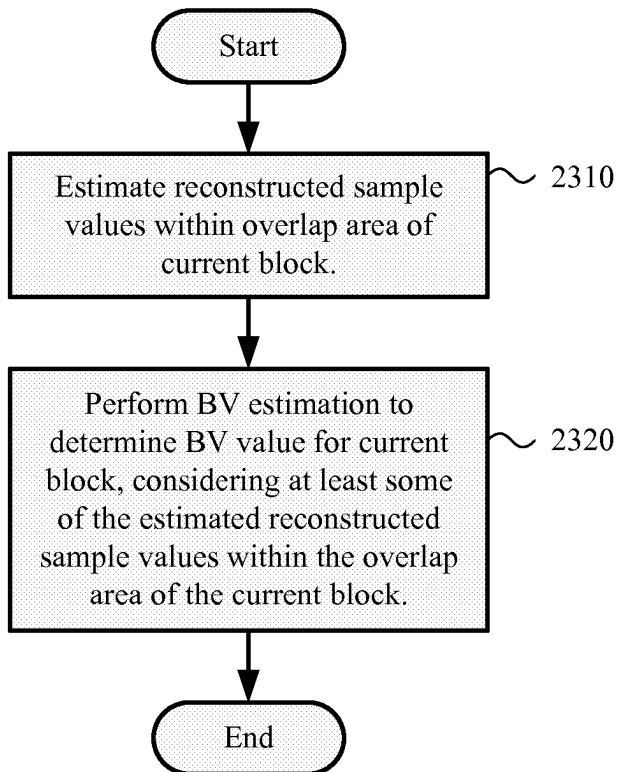 Start
Estimate reconstructed sample
values within overlap area of
current block.
2310
Perform BV estimation to
determine BV value for current
block, considering at least some
of the estimated reconstructed
sample values within the overlap
area of the current block.
2320
End